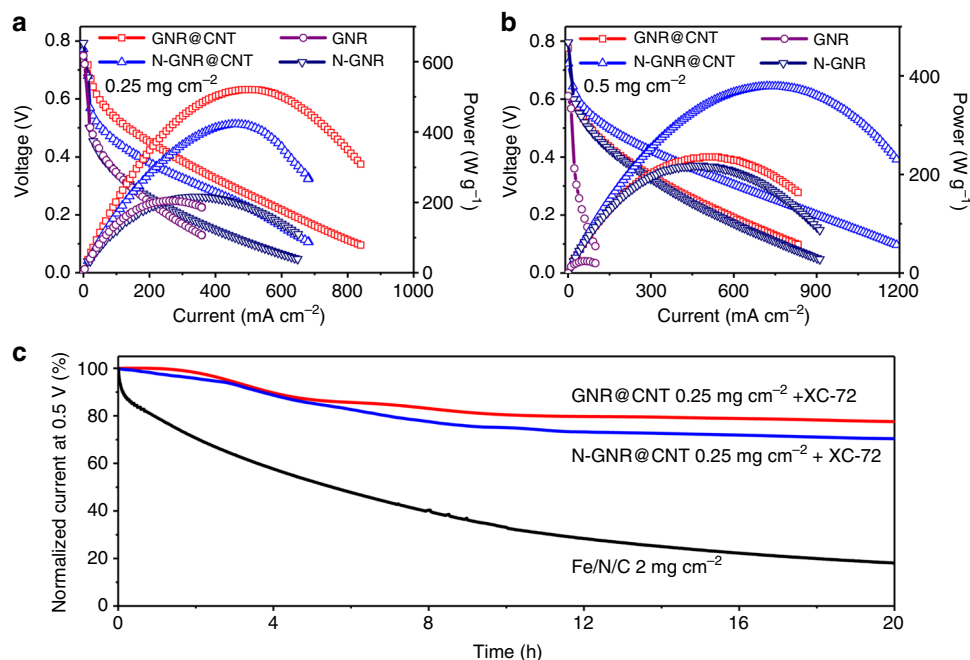 a
GNR@CNT GNR
N-GNR@CNT N-GNR
0.25 mg cm⁻²
0.8
0.6
0.4
0.2
0.0
Voltage (V)
600
400
200
0
Power (W g⁻¹)
0 200 400 600 800 1000
Current (mA cm⁻²)
b
GNR@CNT GNR
N-GNR@CNT N-GNR
0.5 mg cm⁻²
0.8
0.6
0.4
0.2
0.0
Voltage (V)
400
200
0
Power (W g⁻¹)
0 300 600 900 1200
Current (mA cm⁻²)
c
100
80
60
40
20
0
Normalized current at 0.5 V (%)
GNR@CNT 0.25 mg cm⁻² +XC-72
N-GNR@CNT 0.25 mg cm⁻² + XC-72
Fe/N/C 2 mg cm⁻²
0 4 8 12 16 20
Time (h)